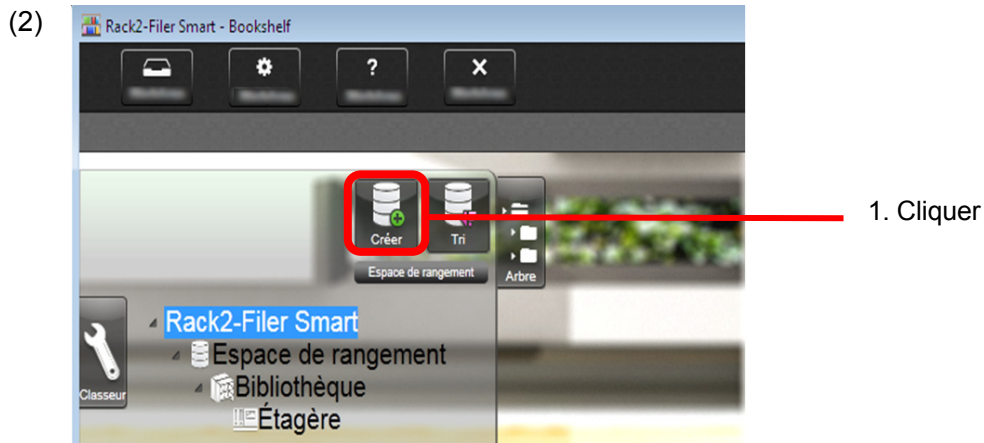 (2)
Rack2-Filer Smart - Bookshelf
?
1. Cliquer
Créer
Tri
Espace de rangement
Arbre
Classeur
Rack2-Filer Smart
Espace de rangement
Bibliothèque
Étagère